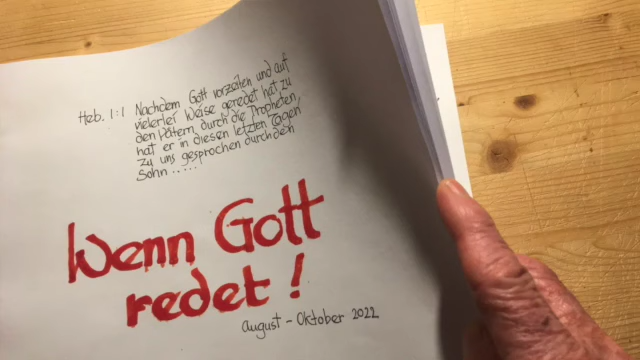 Heb. 1:1 Nachdem Gott vorzeiten und auf
vielerlei Weise geredet hat, zu
den Vätern, durch die Propheten,
hat er in diesen letzten Tagen
zu uns gesprochen durch den
Sohn.....
Wenn Gott
redet!
august - Oktober 2022